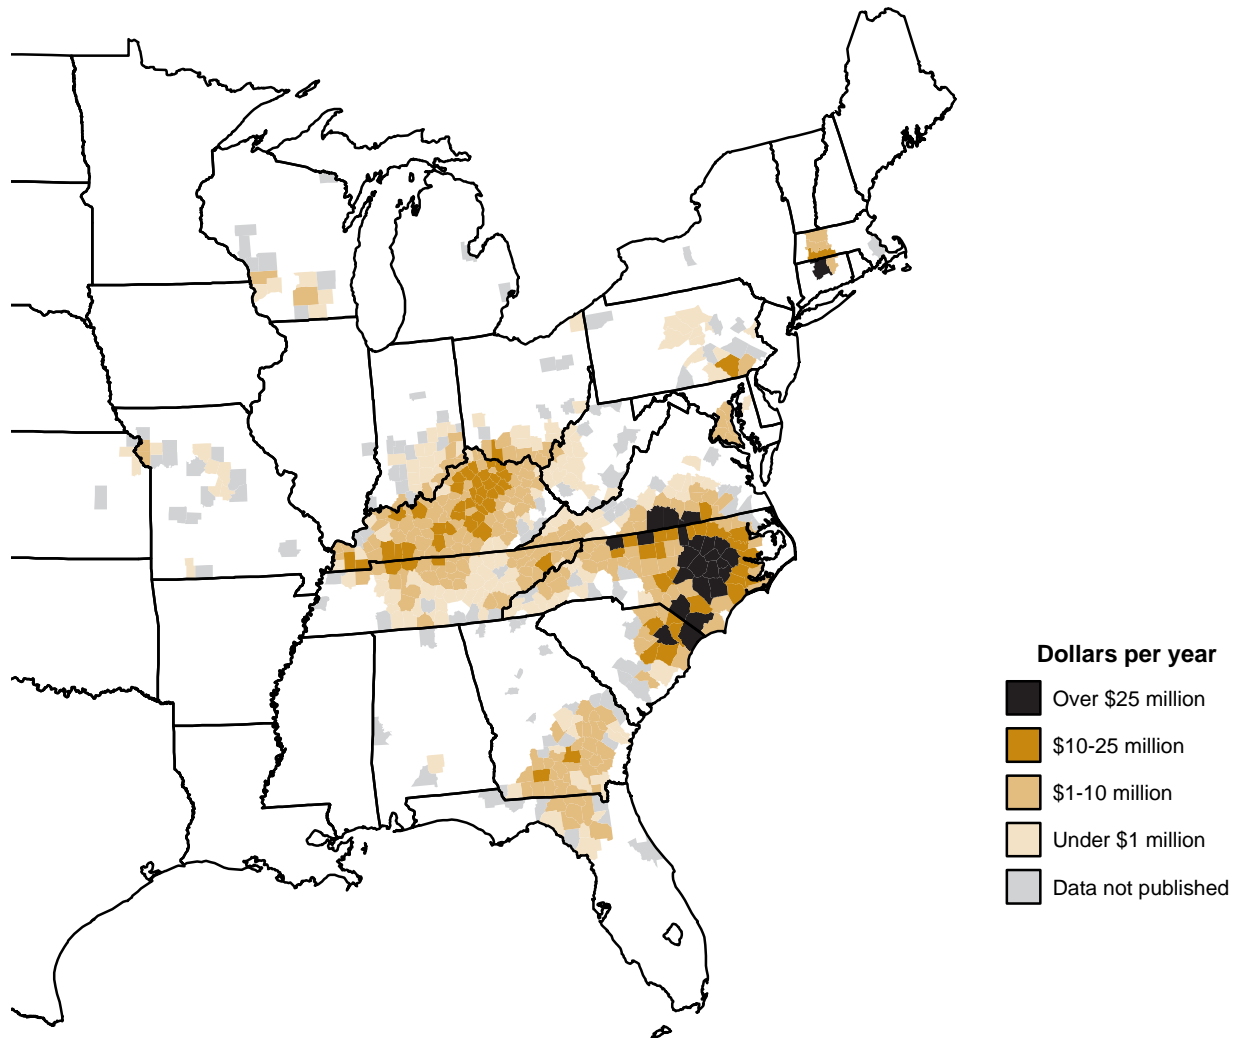 Dollars per year
Over $25 million
$10-25 million
$1-10 million
Under $1 million
Data not published